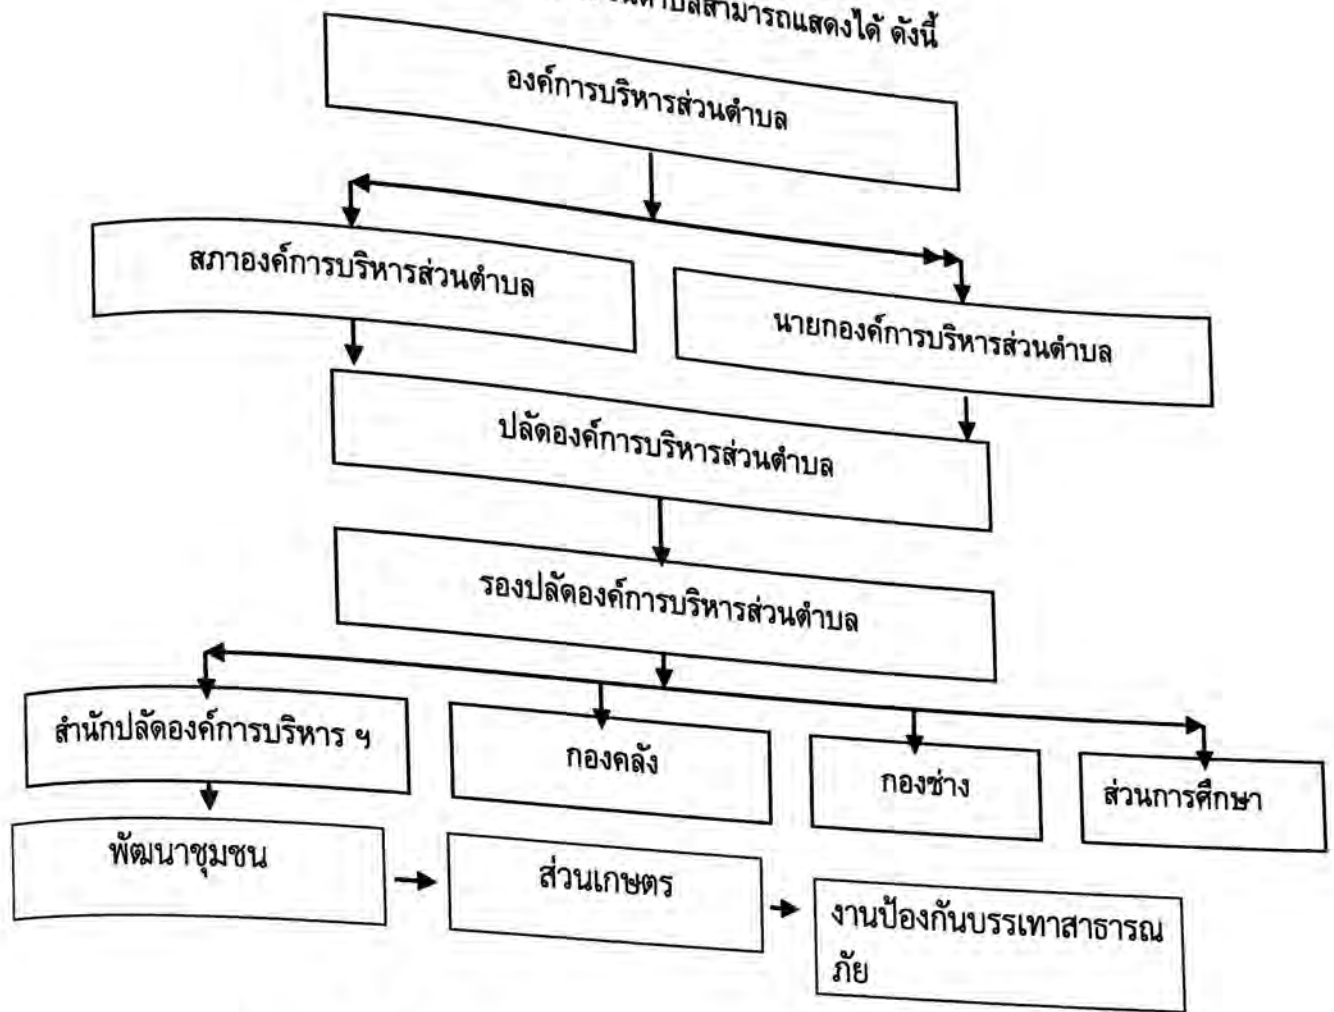 สามารถแสดงได้ ดังนี้
องค์การบริหารส่วนตำบล
สภาองค์การบริหารส่วนตำบล
นายกองค์การบริหารส่วนตำบล
ปลัดองค์การบริหารส่วนตำบล
รองปลัดองค์การบริหารส่วนตำบล
สำนักปลัดองค์การบริหาร ฯ
กองคลัง
กองช่าง
ส่วนการศึกษา
พัฒนาชุมชน
ส่วนเกษตร
งานป้องกันบรรเทาสาธารณ
ภัย